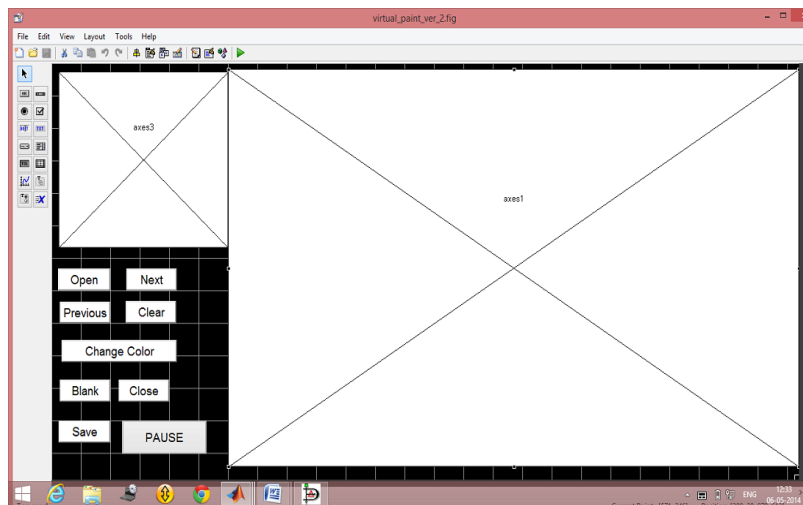 virtual_paint_ver_2.fig
File Edit View Layout Tools Help
axes3
axes1
Open Next
Previous Clear
Change Color
Blank Close
Save PAUSE
ENG 12:33
06-05-2014